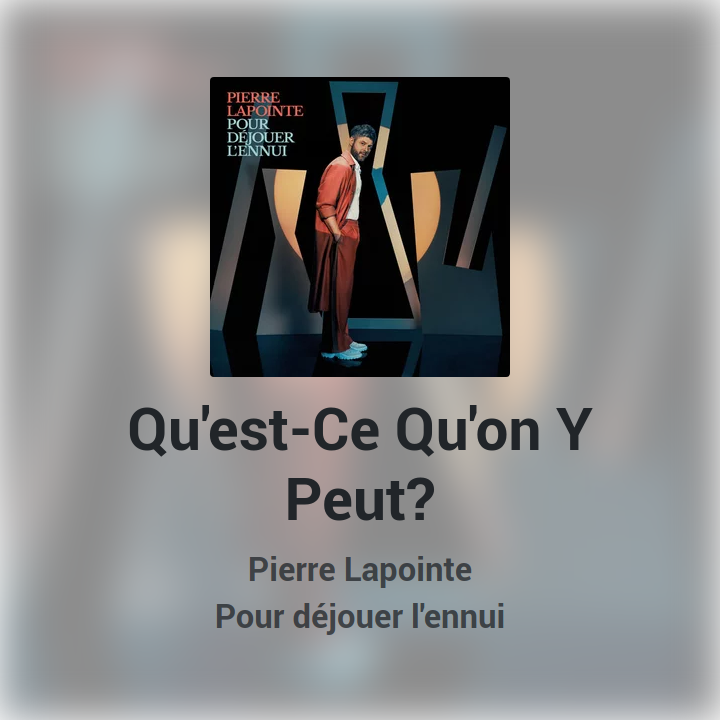 PIERRE
LAPOINTE
POUR
DÉJOUER
L'ENNUI
Qu'est-Ce Qu'on Y
Peut?
Pierre Lapointe
Pour déjouer l'ennui